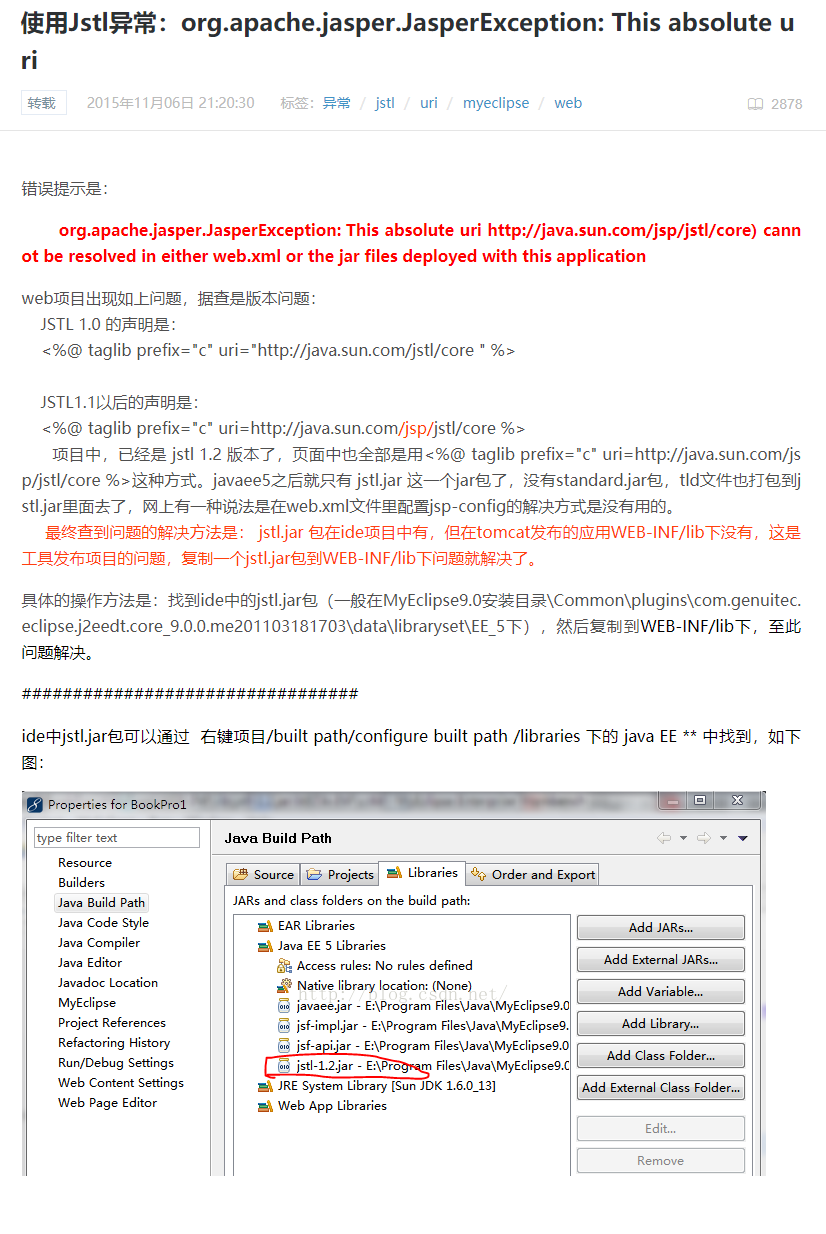 使用Jstl异常：org.apache.jasper.JasperException: This absolute u
ri
转载 2015年11月06日 21:20:30 标签： 异常 / jstl / uri / myeclipse / web 2878
错误提示是：
org.apache.jasper.JasperException: This absolute uri http://java.sun.com/jsp/jstl/core) cann
ot be resolved in either web.xml or the jar files deployed with this application
web项目出现如上问题，据查是版本问题：
JSTL 1.0 的声明是：
<%@ taglib prefix="c" uri="http://java.sun.com/jstl/core " %>
JSTL1.1以后的声明是：
<%@ taglib prefix="c" uri=http://java.sun.com/jsp/jstl/core %>
项目中，已经是 jstl 1.2 版本了，页面中也全部是用<%@ taglib prefix="c" uri=http://java.sun.com/js
p/jstl/core %>这种方式。javaee5之后就只有 jstl.jar 这一个jar包了，没有standard.jar包，tld文件也打包到j
stl.jar里面去了，网上有一种说法是在web.xml文件里配置jsp-config的解决方式是没有用的。
最终查到问题的解决方法是： jstl.jar 包在ide项目中有，但在tomcat发布的应用WEB-INF/lib下没有，这是
工具发布项目的问题，复制一个jstl.jar包到WEB-INF/lib下问题就解决了。
具体的操作方法是：找到ide中的jstl.jar包（一般在MyEclipse9.0安装目录\Common\plugins\com.genuitec.
eclipse.j2eedt.core_9.0.0.me201103181703\data\libraryset\EE_5下），然后复制到WEB-INF/lib下，至此
问题解决。
#################################
ide中jstl.jar包可以通过 右键项目/built path/configure built path /libraries 下的 java EE ** 中找到，如下
图：
Properties for BookPro1
type filter text
Resource
Builders
Java Build Path
Java Code Style
Java Compiler
Java Editor
Javadoc Location
MyEclipse
Project References
Refactoring History
Run/Debug Settings
Web Content Settings
Web Page Editor
Java Build Path
Source Projects Libraries Order and Export
JARs and class folders on the build path:
EAR Libraries
Java EE 5 Libraries
Access rules: No rules defined
Native library location: (None)
http://blog.csdn.net/
javaee.jar - E:\Program Files\Java\MyEclipse9.0
jsf-impl.jar - E:\Program Files\Java\MyEclipse9.
jsf-api.jar - E:\Program Files\Java\MyEclipse9.0
jstl-1.2.jar - E:\Program Files\Java\MyEclipse9.0
JRE System Library [Sun JDK 1.6.0_13]
Web App Libraries
Add JARs...
Add External JARs...
Add Variable...
Add Library...
Add Class Folder...
Add External Class Folder...
Edit...
Remove